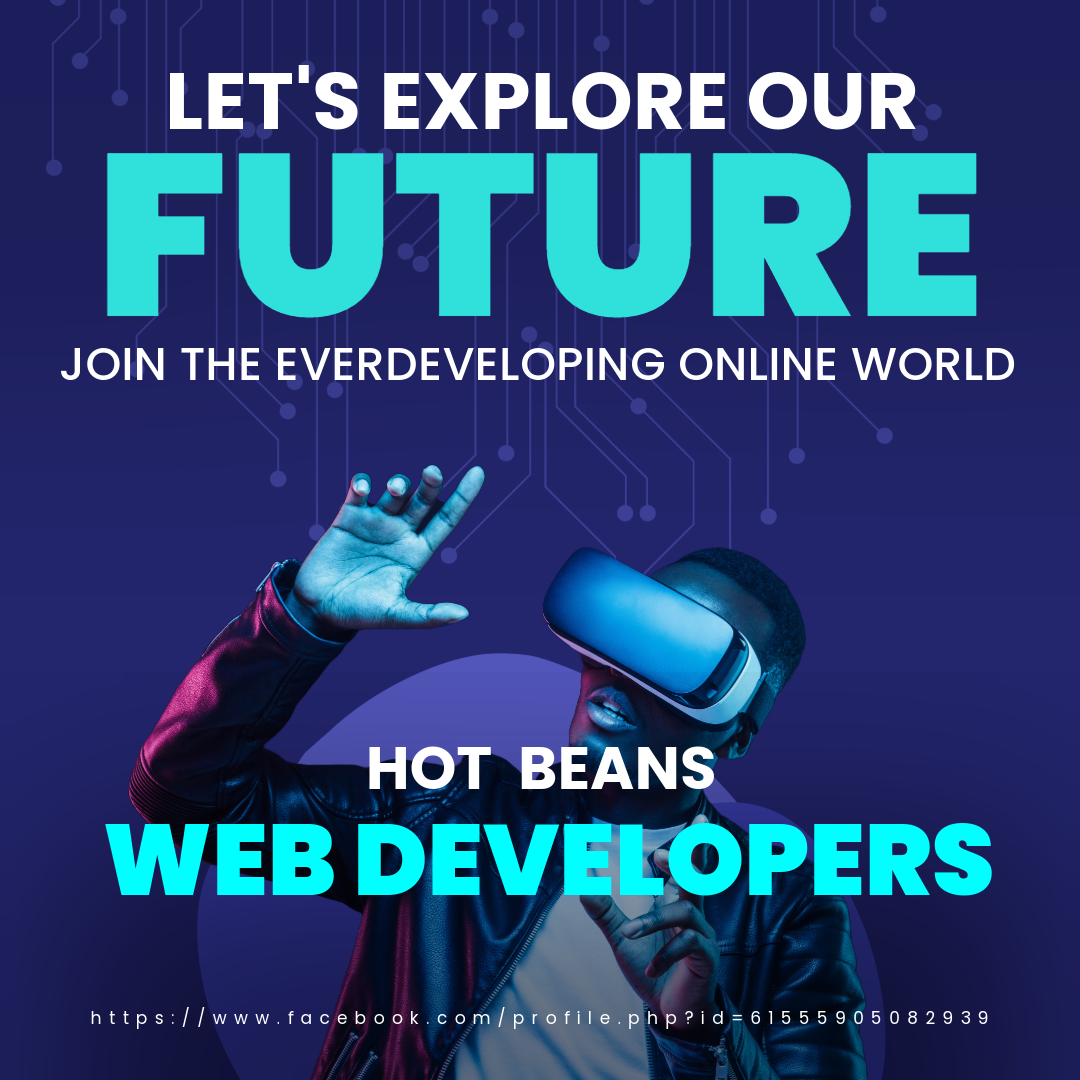 LET'S EXPLORE OUR
FUTURE
JOIN THE EVERDEVELOPING ONLINE WORLD
HOT BEANS
WEB DEVELOPERS
https://www.facebook.com/profile.php?id=61555905082939